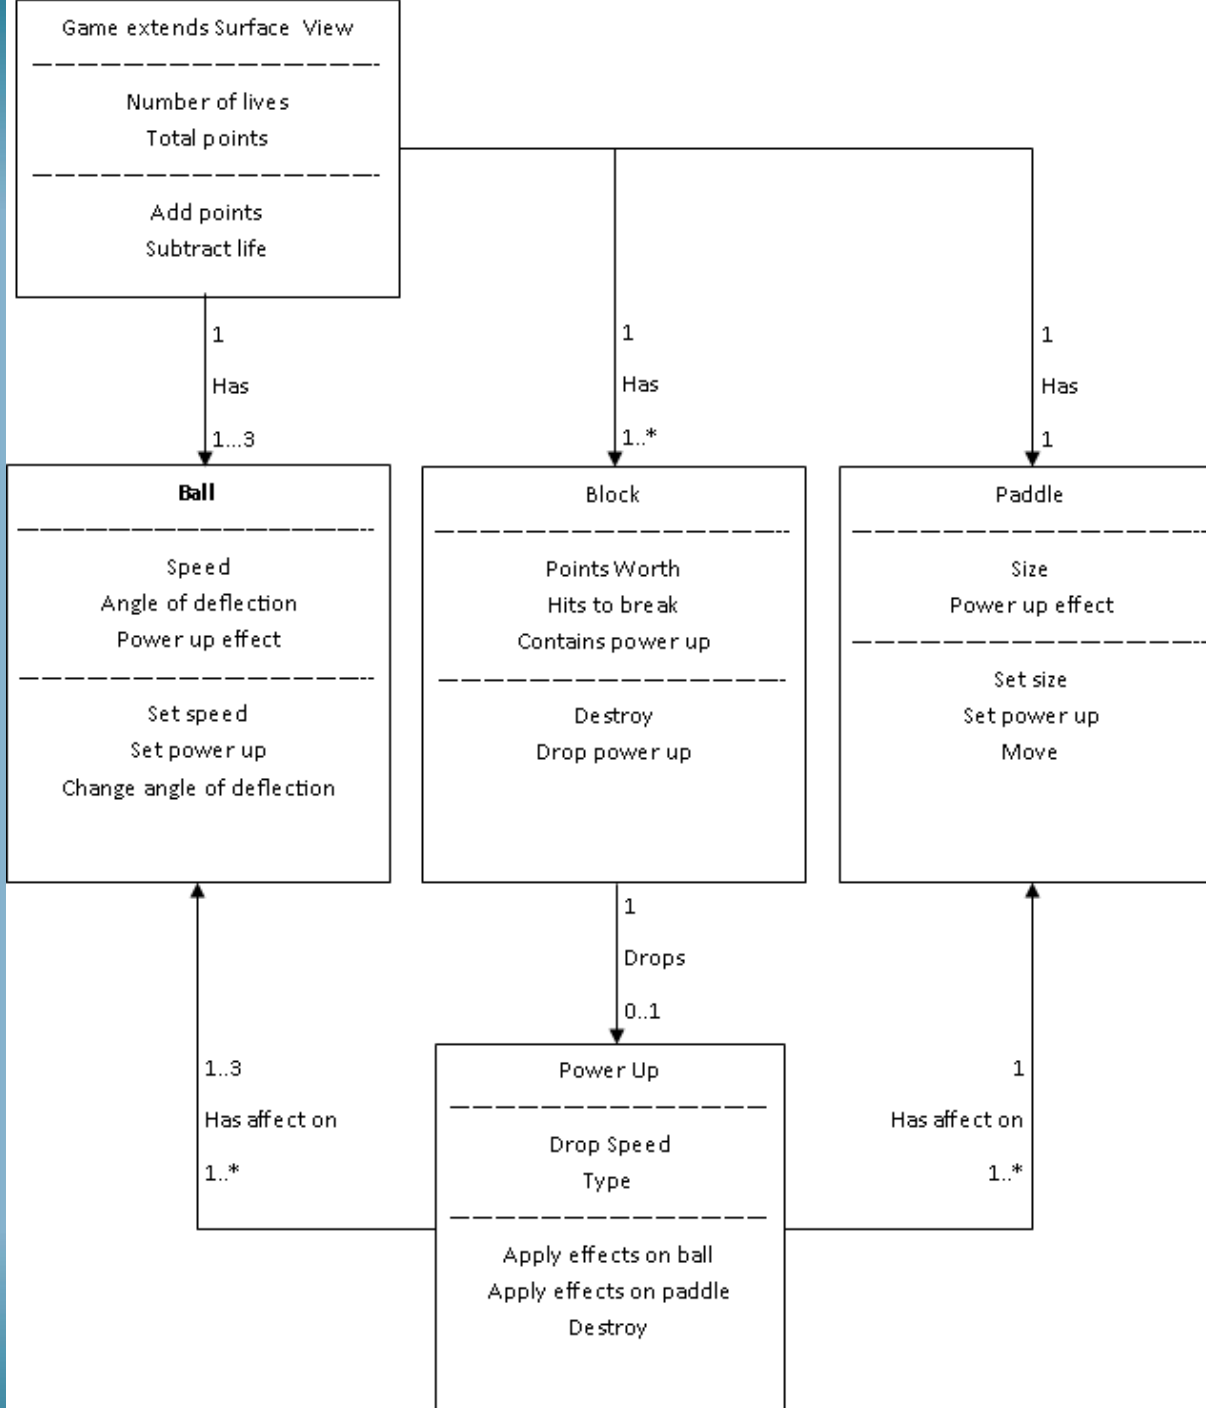 Game extends Surface View
Number of lives
Total points
Add points
Subtract life
1
Has
1...3
1
Has
1..*
1
Has
1
Ball
Speed
Angle of deflection
Power up effect
Set speed
Set power up
Change angle of deflection
Block
Points Worth
Hits to break
Contains power up
Destroy
Drop power up
Paddle
Size
Power up effect
Set size
Set power up
Move
1
Drops
0..1
1..3
Has affect on
1..*
1
Has affect on
1..*
Power Up
Drop Speed
Type
Apply effects on ball
Apply effects on paddle
Destroy